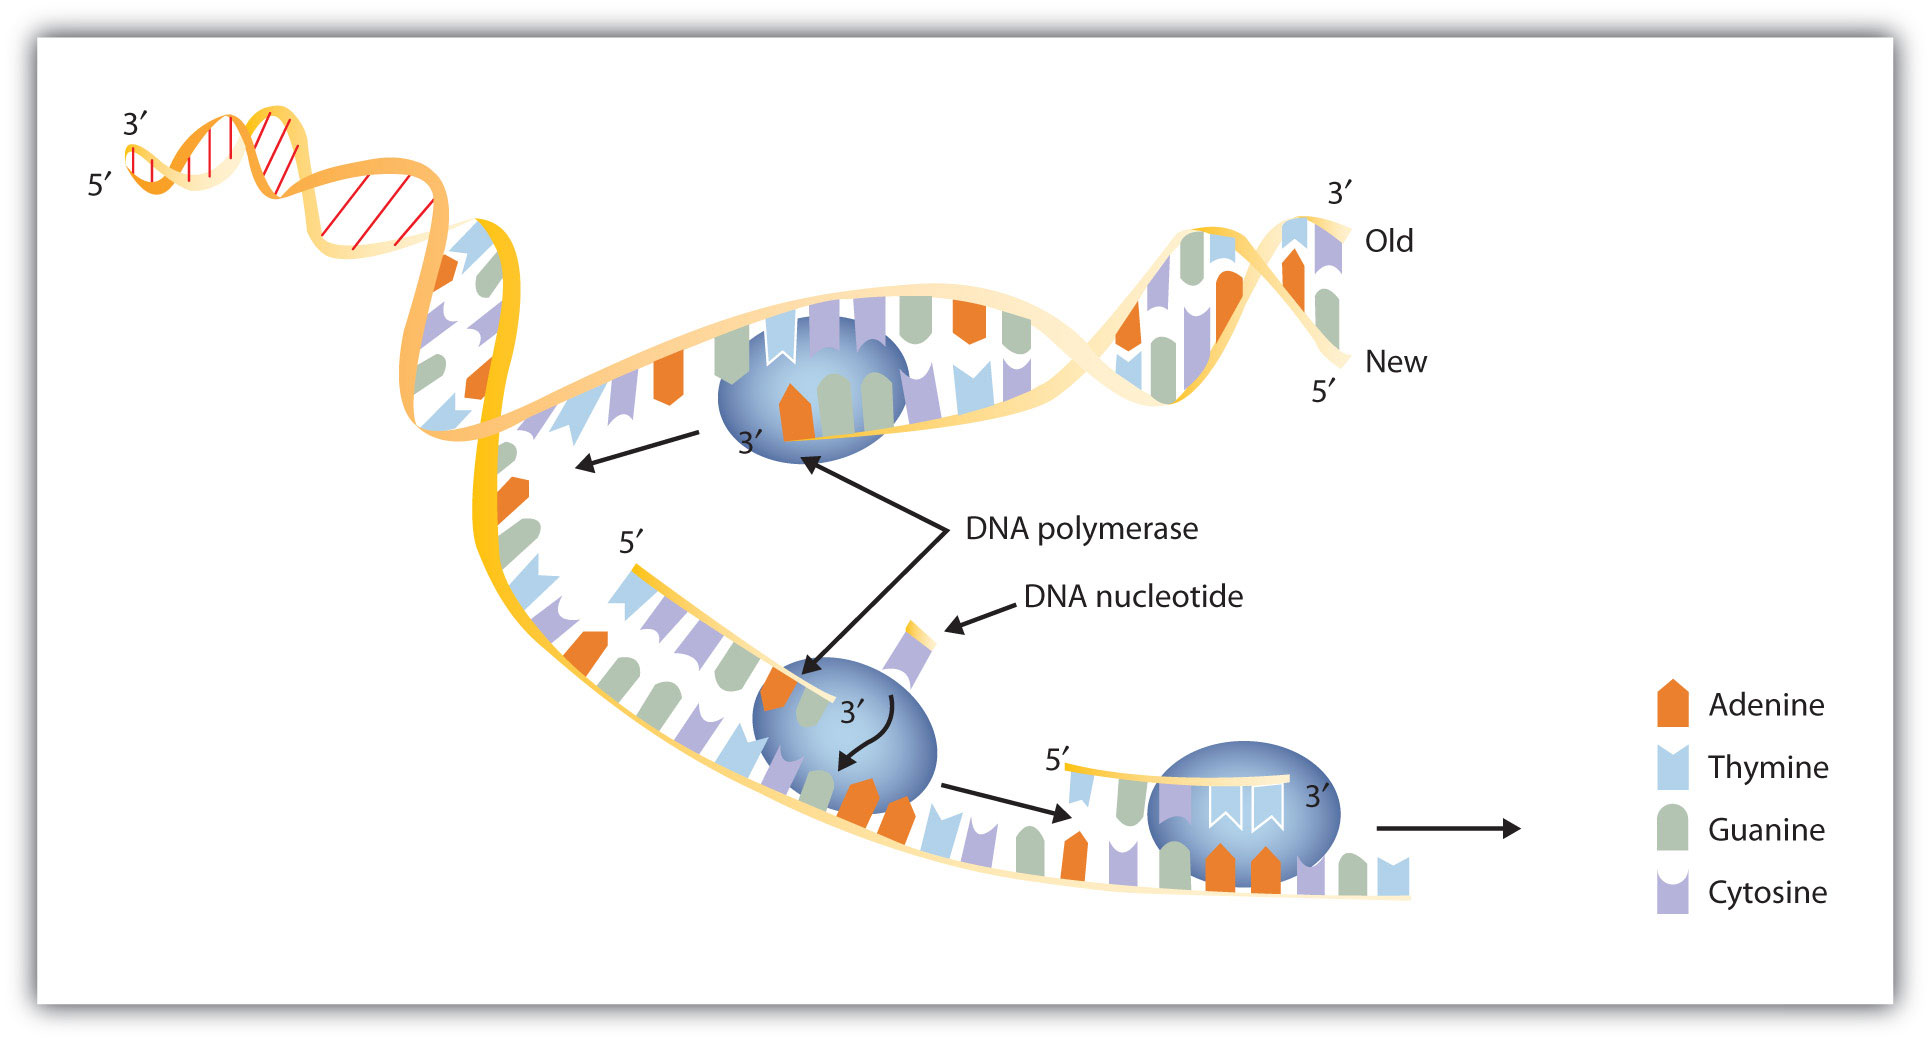 3′
5′
3′
Old
New
5′
3′
DNA polymerase
5′
DNA nucleotide
3′
5′
3′
Adenine
Thymine
Guanine
Cytosine